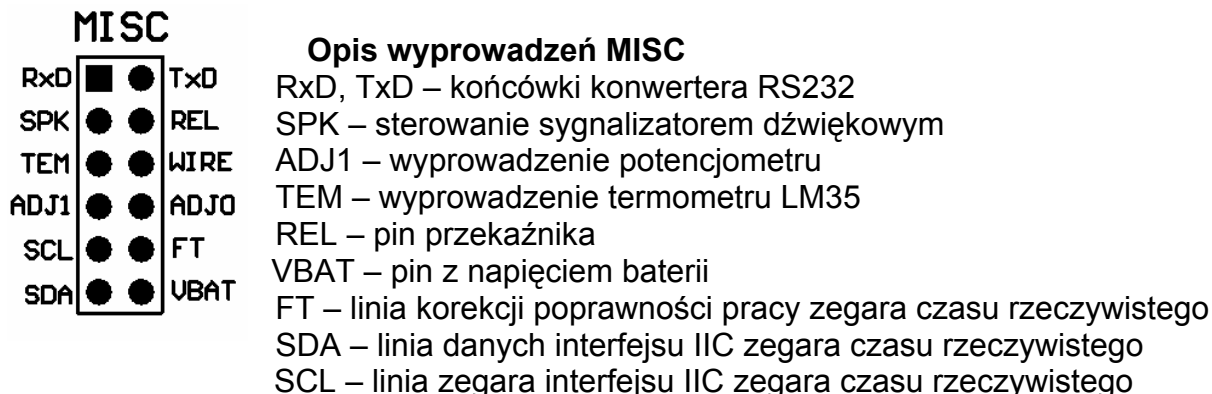 MISC
RxD TxD
SPK REL
TEM WIRE
ADJ1 ADJ0
SCL FT
SDA VBAT
Opis wyprowadzeń MISC
RxD, TxD – końcówki konwertera RS232
SPK – sterowanie sygnalizatorem dźwiękowym
ADJ1 – wyprowadzenie potencjometru
TEM – wyprowadzenie termometru LM35
REL – pin przekaźnika
VBAT – pin z napięciem baterii
FT – linia korekcji poprawności pracy zegara czasu rzeczywistego
SDA – linia danych interfejsu IIC zegara czasu rzeczywistego
SCL – linia zegara interfejsu IIC zegara czasu rzeczywistego